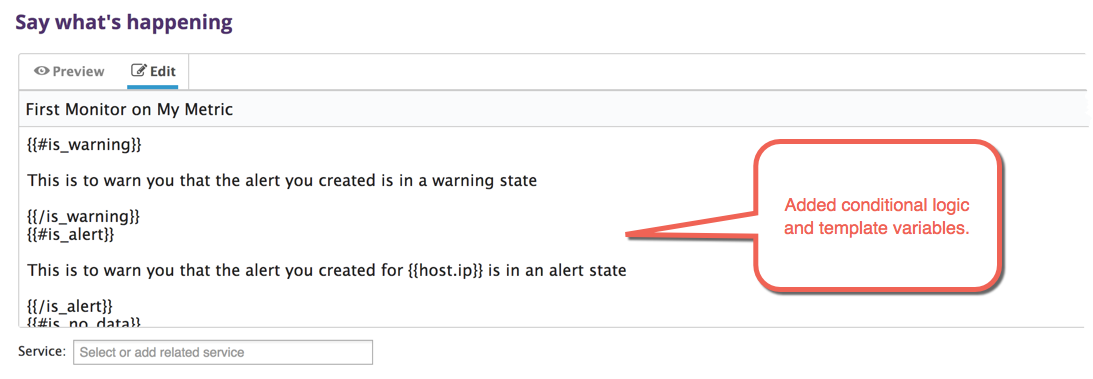 Say what's happening
Preview
Edit
First Monitor on My Metric
{{#is_warning}}
This is to warn you that the alert you created is in a warning state
{{/is_warning}}
{{#is_alert}}
This is to warn you that the alert you created for {{host.ip}} is in an alert state
{{/is_alert}}
{{#is_no_data}}
Added conditional logic
and template variables.
Service:
Select or add related service